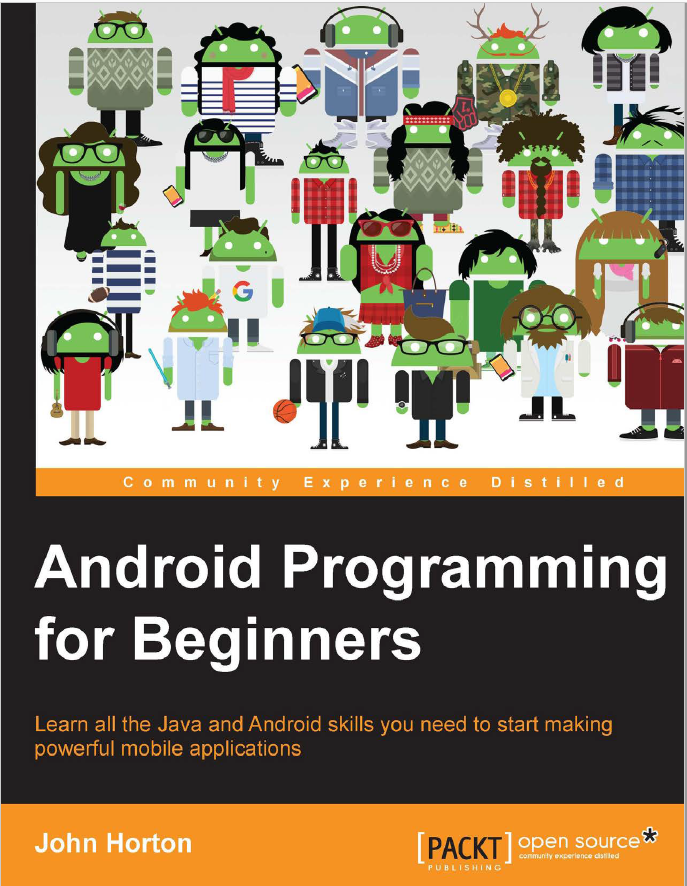 G
Community Experience Distilled
Android Programming
for Beginners
Learn all the Java and Android skills you need to start making
powerful mobile applications
John Horton
[PACKT] open source*
PUBLISHING community experience distilled